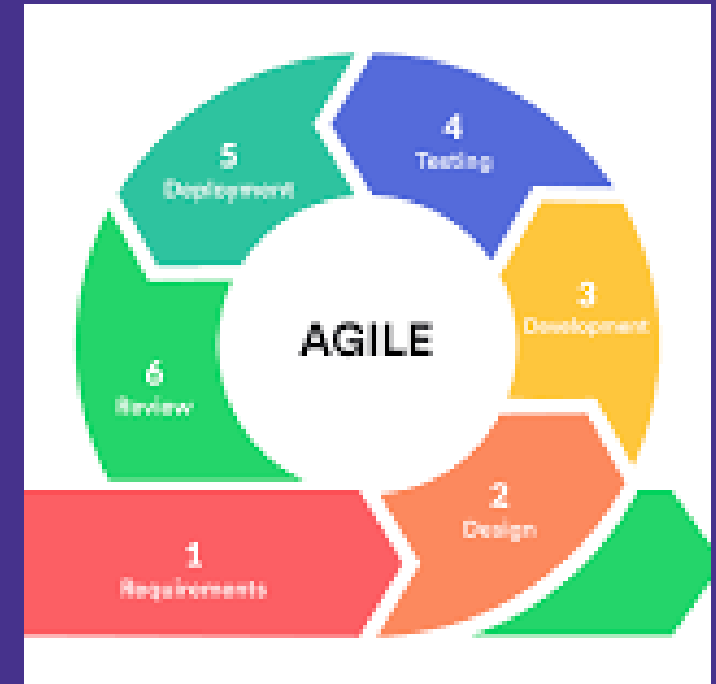 AGILE
1
Requirements
2
Design
3
Development
4
Testing
5
Deployment
6
Review